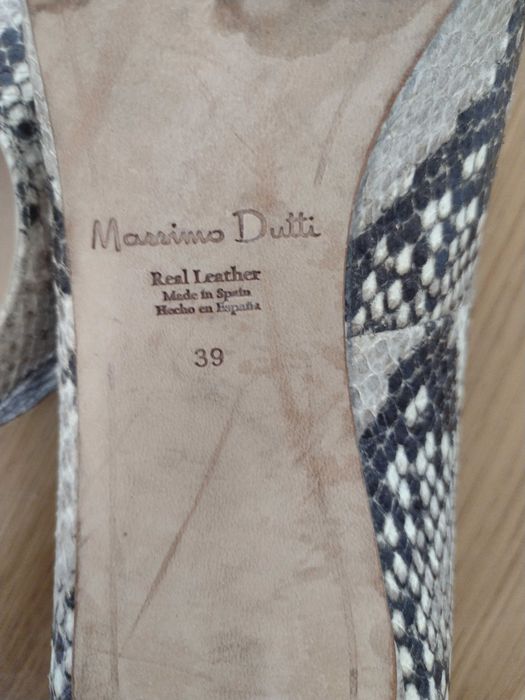 Massimo Dutti
Real Leather
Made in Spain
Hecho en España
39